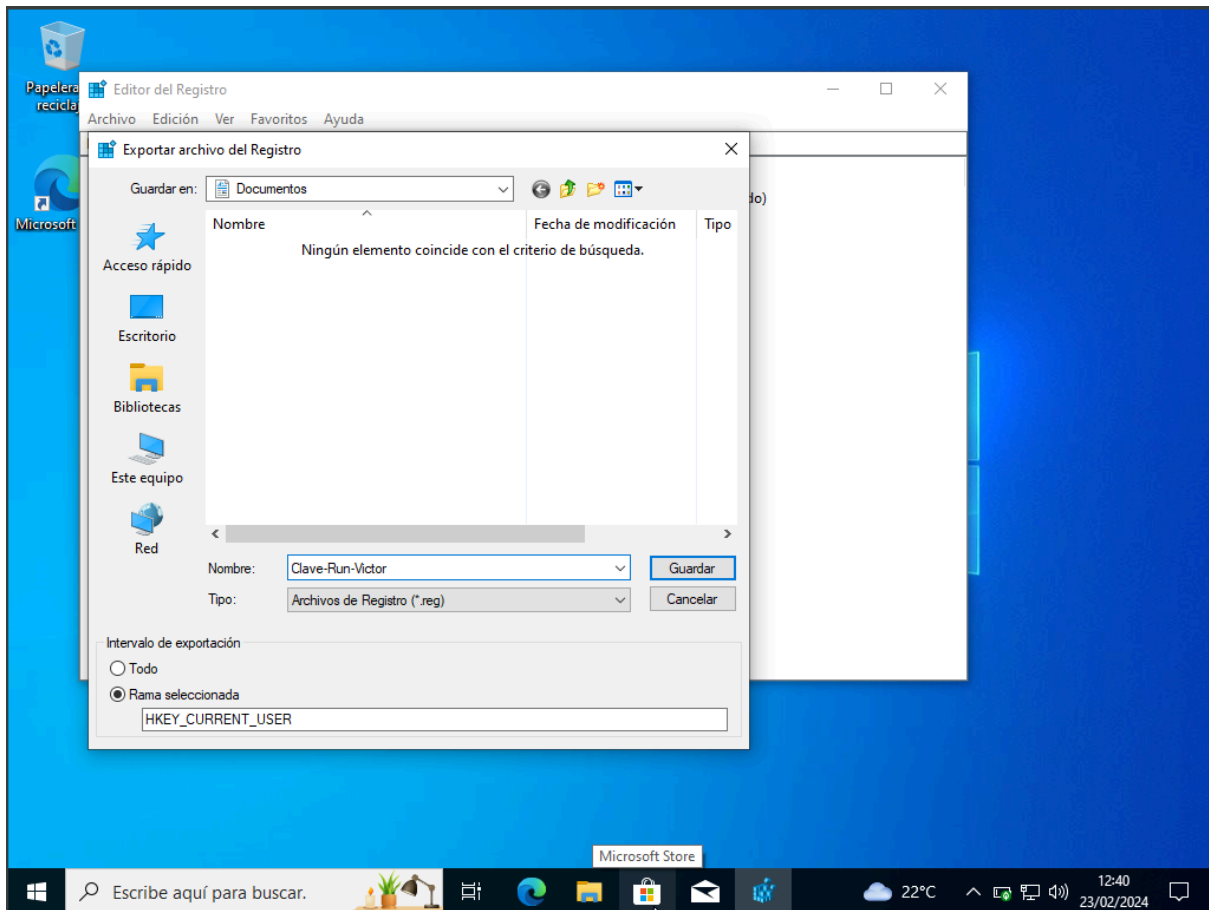 Papelera
recicla
Microsoft
Editor del Registro
Archivo Edición Ver Favoritos Ayuda
Exportar archivo del Registro
Guardar en: Documentos
do)
Nombre Fecha de modificación Tipo
Ningún elemento coincide con el criterio de búsqueda.
Acceso rápido
Escritorio
Bibliotecas
Este equipo
Red
Nombre: Clave-Run-Victor Guardar
Tipo: Archivos de Registro (*.reg) Cancelar
Intervalo de exportación
Todo
Rama seleccionada
HKEY_CURRENT_USER
Microsoft Store
Escribe aquí para buscar.
22°C
12:40
23/02/2024